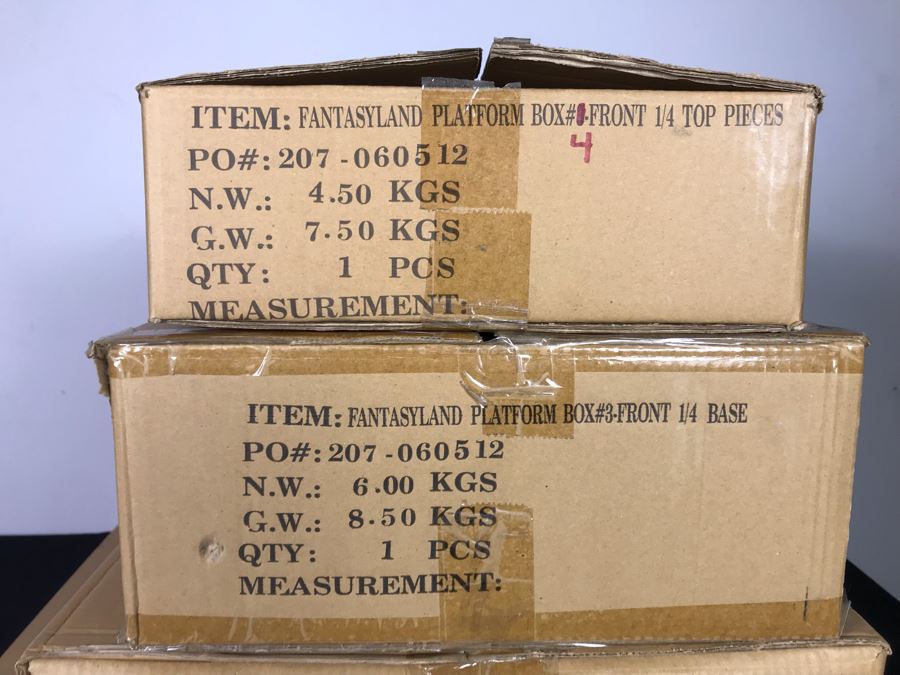 ITEM: FANTASYLAND PLATFORM BOX#-FRONT 1/4 TOP PIECES
4
PO#: 207-060512
N.W.: 4.50 KGS
G.W.: 7.50 KGS
QTY: 1 PCS
MEASUREMENT:
ITEM: FANTASYLAND PLATFORM BOX#3-FRONT 1/4 BASE
PO#: 207-060512
N.W.: 6.00 KGS
G.W.: 8.50 KGS
QTY: 1 PCS
MEASUREMENT: